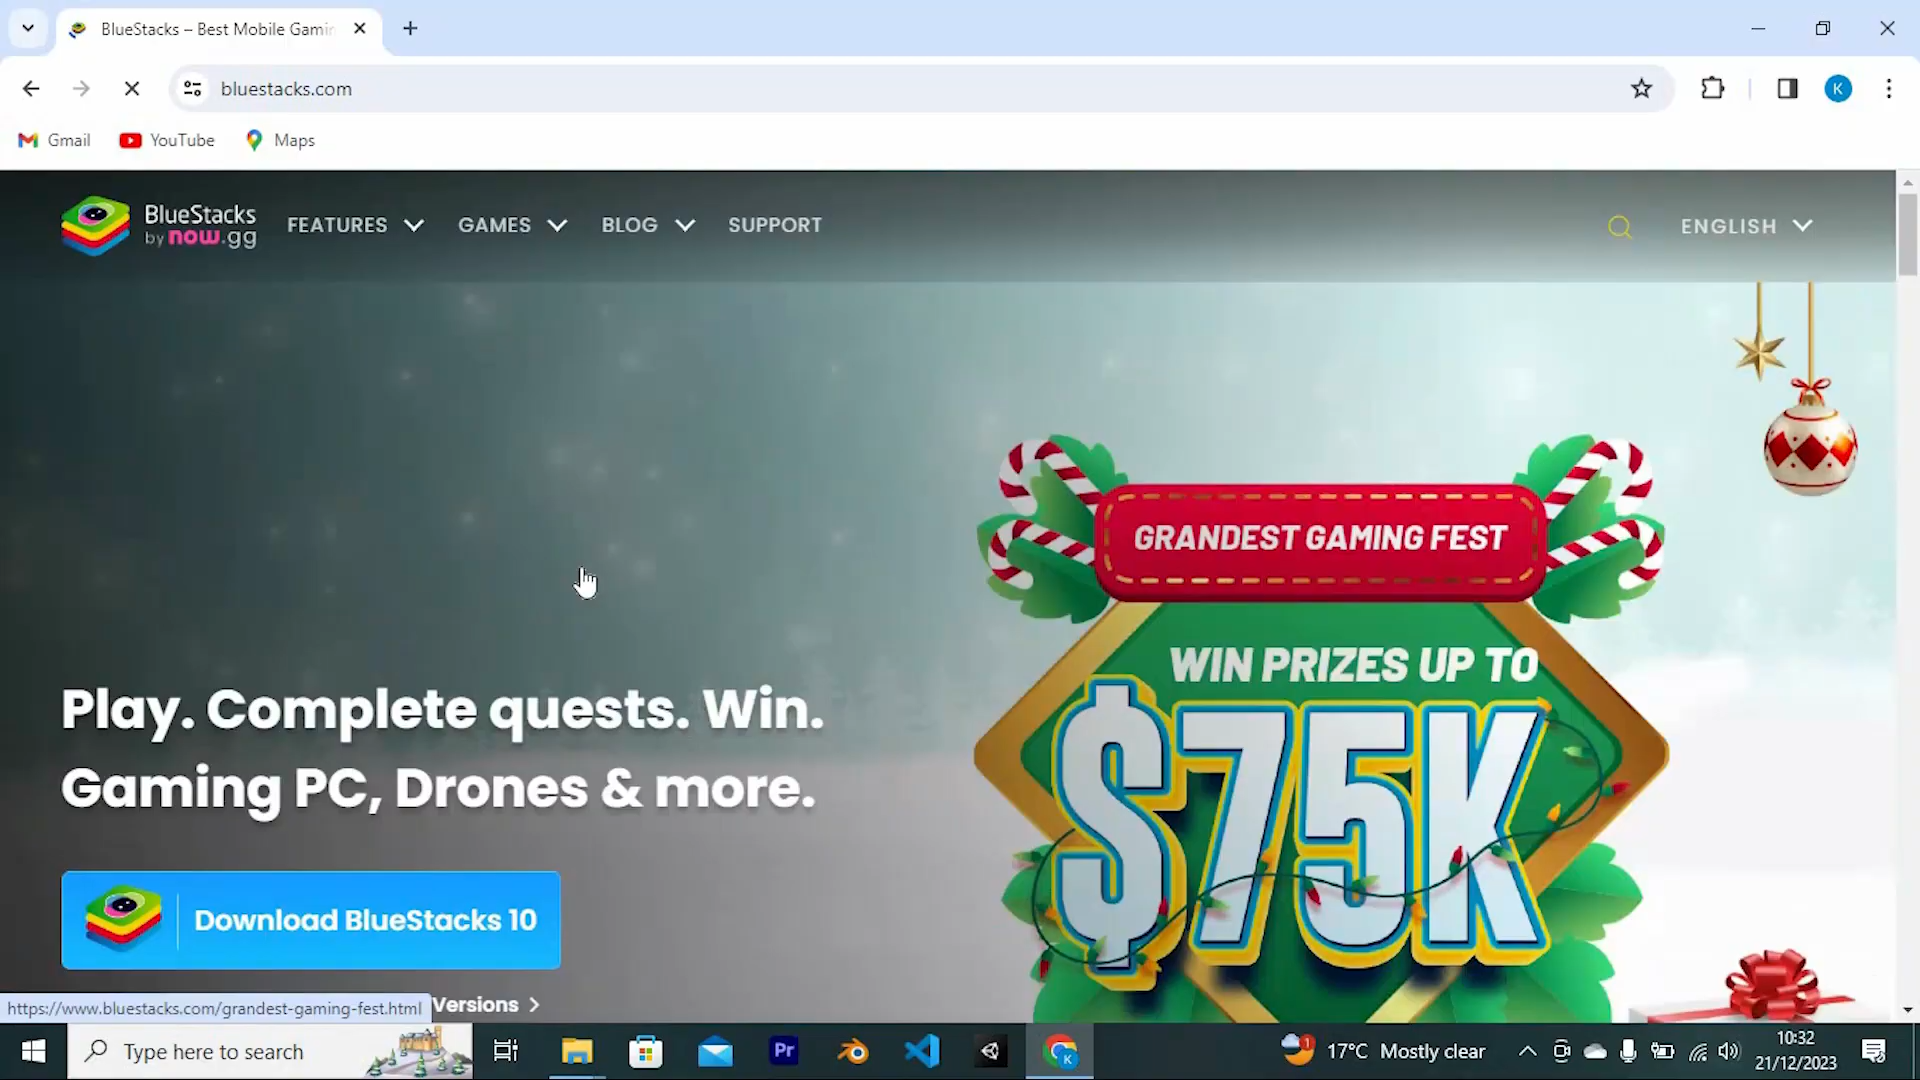 BlueStacks – Best Mobile Gamin
bluestacks.com
K
Gmail
YouTube
Maps
BlueStacks
by now.gg
FEATURES
GAMES
BLOG
SUPPORT
ENGLISH
GRANDEST GAMING FEST
WIN PRIZES UP TO
$75K
Play. Complete quests. Win.
Gaming PC, Drones & more.
Download BlueStacks 10
Versions
https://www.bluestacks.com/grandest-gaming-fest.html
Type here to search
Pr
K
1
17°C Mostly clear
10:32
21/12/2023